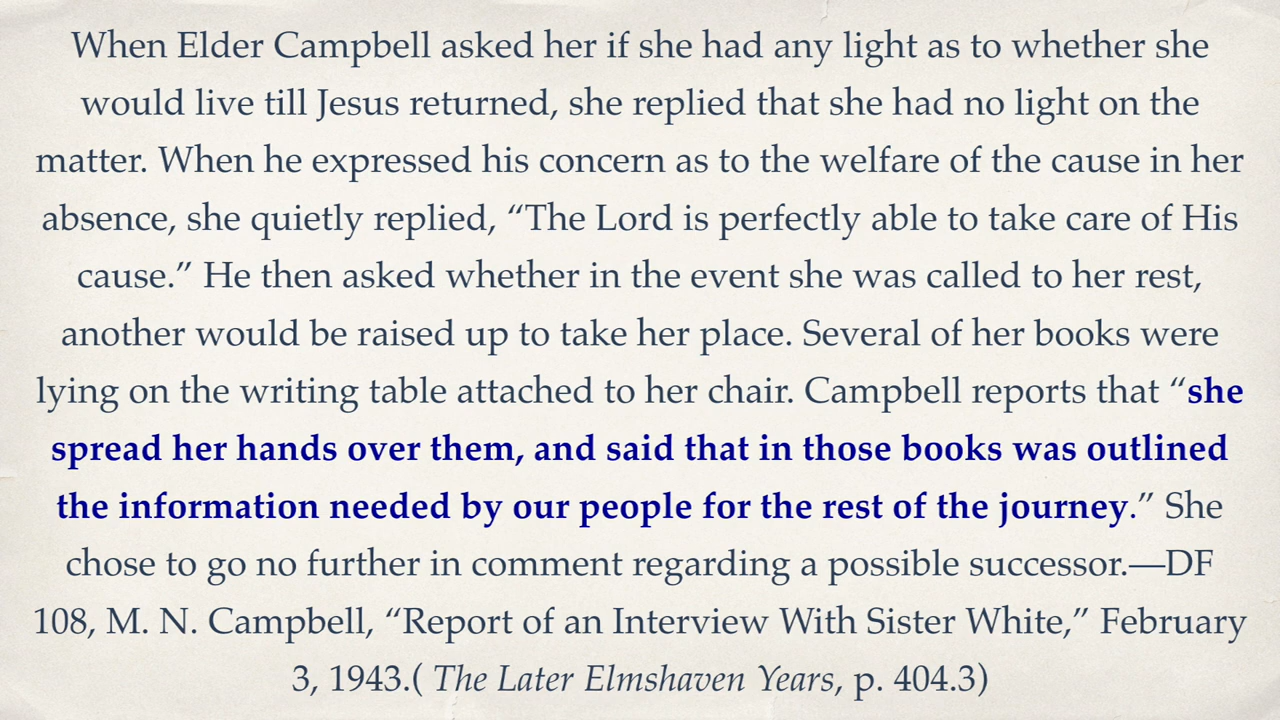 When Elder Campbell asked her if she had any light as to whether she
would live till Jesus returned, she replied that she had no light on the
matter. When he expressed his concern as to the welfare of the cause in her
absence, she quietly replied, “The Lord is perfectly able to take care of His
cause.” He then asked whether in the event she was called to her rest,
another would be raised up to take her place. Several of her books were
lying on the writing table attached to her chair. Campbell reports that “she
spread her hands over them, and said that in those books was outlined
the information needed by our people for the rest of the journey.” She
chose to go no further in comment regarding a possible successor.—DF
108, M. N. Campbell, “Report of an Interview With Sister White,” February
3, 1943.( The Later Elmshaven Years, p. 404.3)